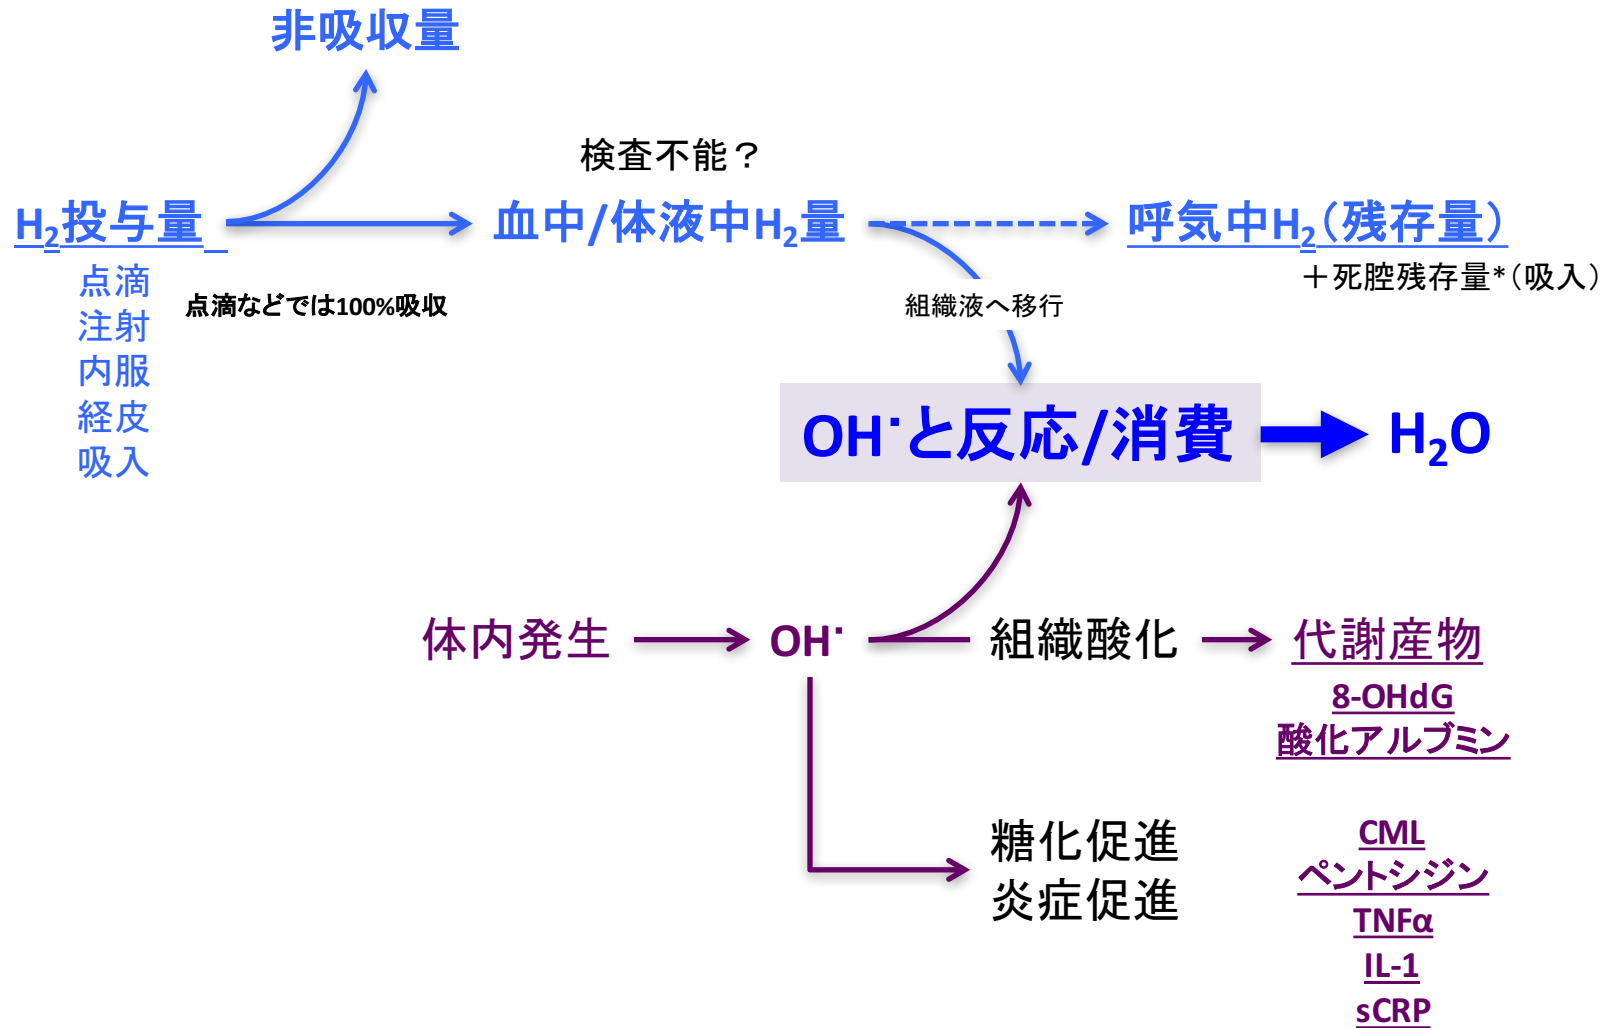 非吸収量
検査不能？
H₂投与量
血中/体液中H₂量
呼気中H₂（残存量）
＋死腔残存量*（吸入）
点滴
注射
内服
経皮
吸入
点滴などでは100%吸収
組織液へ移行
OH･と反応/消費
H₂O
体内発生
OH･
組織酸化
代謝産物
8-OHdG
酸化アルブミン
糖化促進
炎症促進
CML
ペントシジン
TNFα
IL-1
sCRP